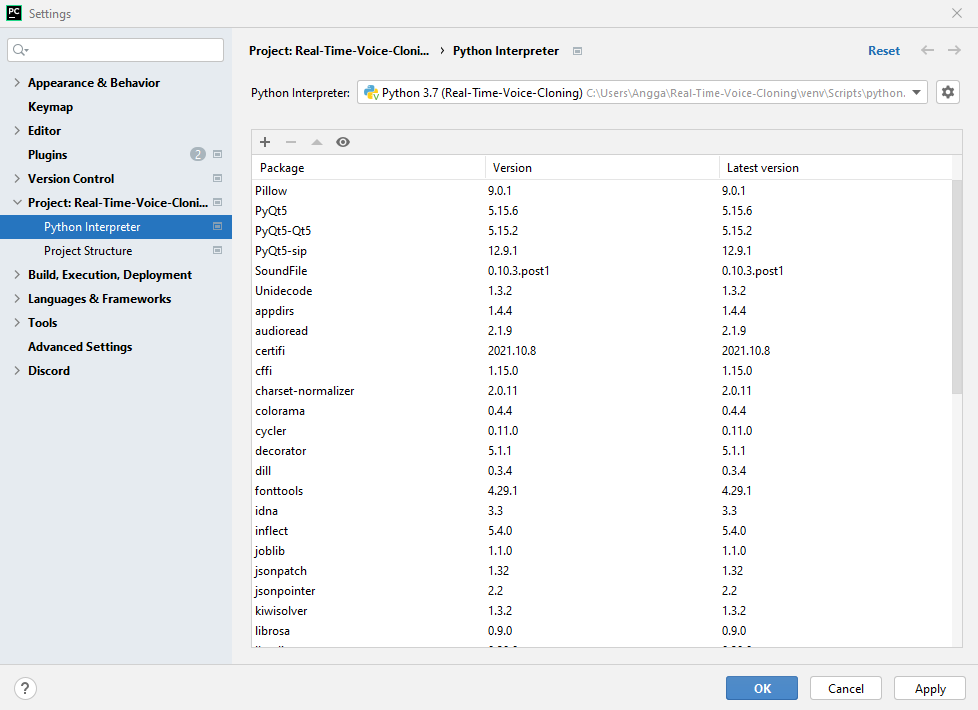 PC Settings
Project: Real-Time-Voice-Cloni... › Python Interpreter Reset
Appearance & Behavior
Keymap
Editor
Plugins 2
Version Control
Project: Real-Time-Voice-Cloni...
Python Interpreter
Project Structure
Build, Execution, Deployment
Languages & Frameworks
Tools
Advanced Settings
Discord
Python Interpreter: Python 3.7 (Real-Time-Voice-Cloning) C:\Users\Angga\Real-Time-Voice-Cloning\venv\Scripts\python.
Package Version Latest version
Pillow 9.0.1 9.0.1
PyQt5 5.15.6 5.15.6
PyQt5-Qt5 5.15.2 5.15.2
PyQt5-sip 12.9.1 12.9.1
SoundFile 0.10.3.post1 0.10.3.post1
Unidecode 1.3.2 1.3.2
appdirs 1.4.4 1.4.4
audioread 2.1.9 2.1.9
certifi 2021.10.8 2021.10.8
cffi 1.15.0 1.15.0
charset-normalizer 2.0.11 2.0.11
colorama 0.4.4 0.4.4
cycler 0.11.0 0.11.0
decorator 5.1.1 5.1.1
dill 0.3.4 0.3.4
fonttools 4.29.1 4.29.1
idna 3.3 3.3
inflect 5.4.0 5.4.0
joblib 1.1.0 1.1.0
jsonpatch 1.32 1.32
jsonpointer 2.2 2.2
kiwisolver 1.3.2 1.3.2
librosa 0.9.0 0.9.0
? OK Cancel Apply